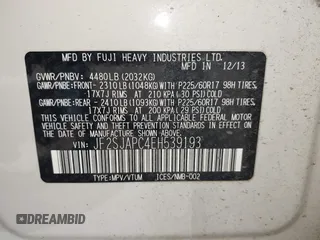 MFD. BY FUJI HEAVY INDUSTRIES LTD.
12/13
GVWR/PNBV: 4480LB (2032KG)
GAWR/PNBE: FRONT- 2310LB (1048KG) WITH P225/60R17 98H TIRES,
17X7J RIMS AT 210 KPA (30 PSI) COLD
GAWR/PNBE: REAR- 2410LB (1093KG) WITH P225/60R17 98H TIRES,
17X7J RIMS AT 200 KPA (29 PSI) COLD
THIS VEHICLE CONFORMS TO ALL APPLICABLE FEDERAL MOTOR
VEHICLE SAFETY, BUMPER, AND THEFT PREVENTION STANDARDS
IN EFFECT ON THE DATE OF MANUFACTURE SHOWN ABOVE.
VIN: JF2SJAPC4EH539193
TYPE:MPV/VTUM ICES/NMB-002
DREAMBID